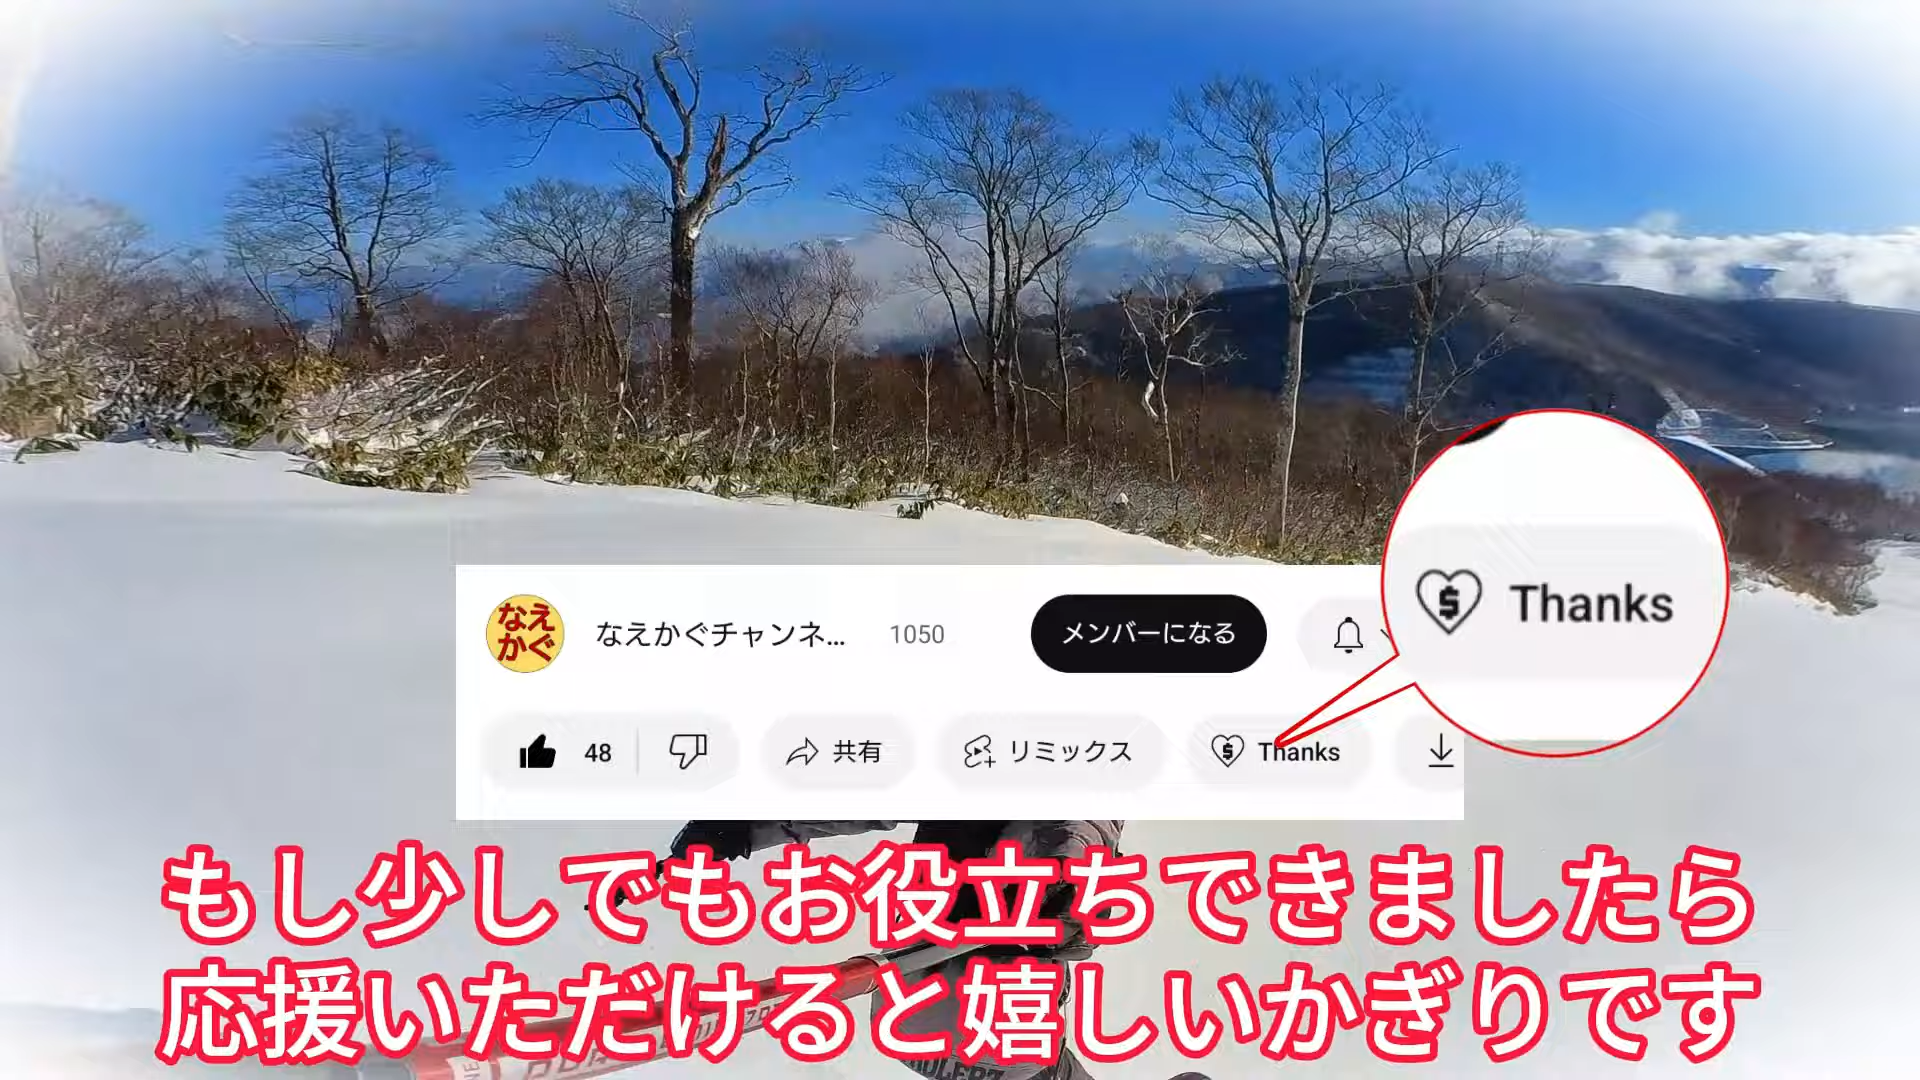 なえ
かぐ
なえかぐチャンネ...
1050
メンバーになる
$ Thanks
48
共有
リミックス
$ Thanks
もし少しでもお役立ちできましたら
応援いただけると嬉しいかぎりです